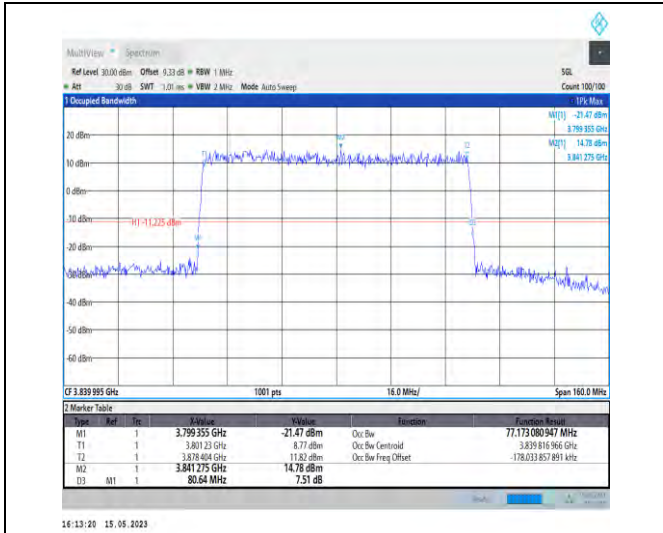 MultiView Spectrum
Ref Level 30.00 dBm Offset 9.33 dB RBW 1 MHz SGL
Att 30 dB SWT 1.01 ms VBW 2 MHz Mode Auto Sweep Count 100/100
1 Occupied Bandwidth 1Pk Max
M1[1] -21.47 dBm
3.799 355 GHz
M2[1] 14.78 dBm
3.841 275 GHz
20 dBm
10 dBm
0 dBm
-10 dBm
H1 -11.225 dBm
-20 dBm
-30 dBm
-40 dBm
-50 dBm
-60 dBm
M1
T1
M2
T2
D3
CF 3.839 995 GHz 1001 pts 16.0 MHz/ Span 160.0 MHz
2 Marker Table
Type Ref Trc X-Value Y-Value Function Function Result
M1 1 3.799 355 GHz -21.47 dBm Occ Bw 77.173 080 947 MHz
T1 1 3.801 23 GHz 8.77 dBm Occ Bw Centroid 3.839 816 966 GHz
T2 1 3.878 404 GHz 11.82 dBm Occ Bw Freq Offset -178.033 857 891 kHz
M2 1 3.841 275 GHz 14.78 dBm
D3 M1 1 80.64 MHz 7.51 dB
16:13:20 15.05.2023